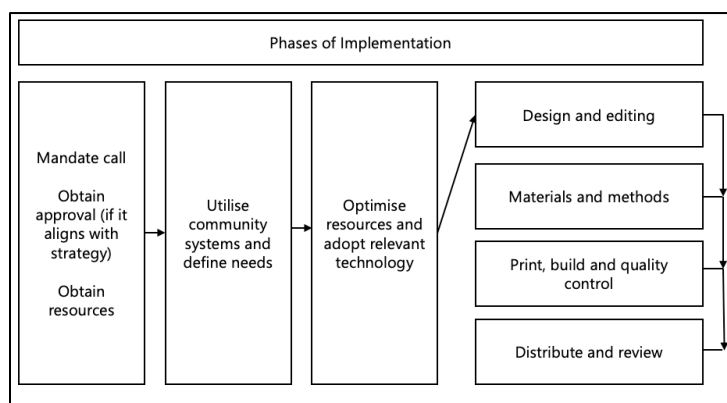 Phases of Implementation
Mandate call
Obtain
approval (if it
aligns with
strategy)
Obtain
resources
Utilise
community
systems and
define needs
Optimise
resources and
adopt relevant
technology
Design and editing
Materials and methods
Print, build and quality
control
Distribute and review